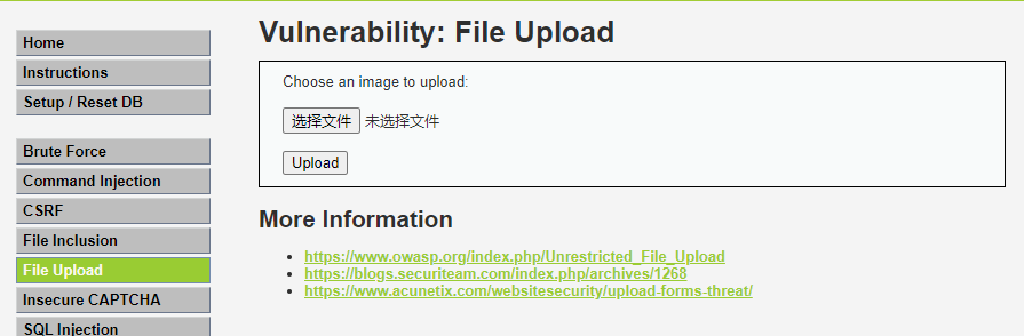 Home
Instructions
Setup / Reset DB
Brute Force
Command Injection
CSRF
File Inclusion
File Upload
Insecure CAPTCHA
SQL Injection
Vulnerability: File Upload
Choose an image to upload:
选择文件 未选择文件
Upload
More Information
https://www.owasp.org/index.php/Unrestricted_File_Upload
https://blogs.securiteam.com/index.php/archives/1268
https://www.acunetix.com/websitesecurity/upload-forms-threat/